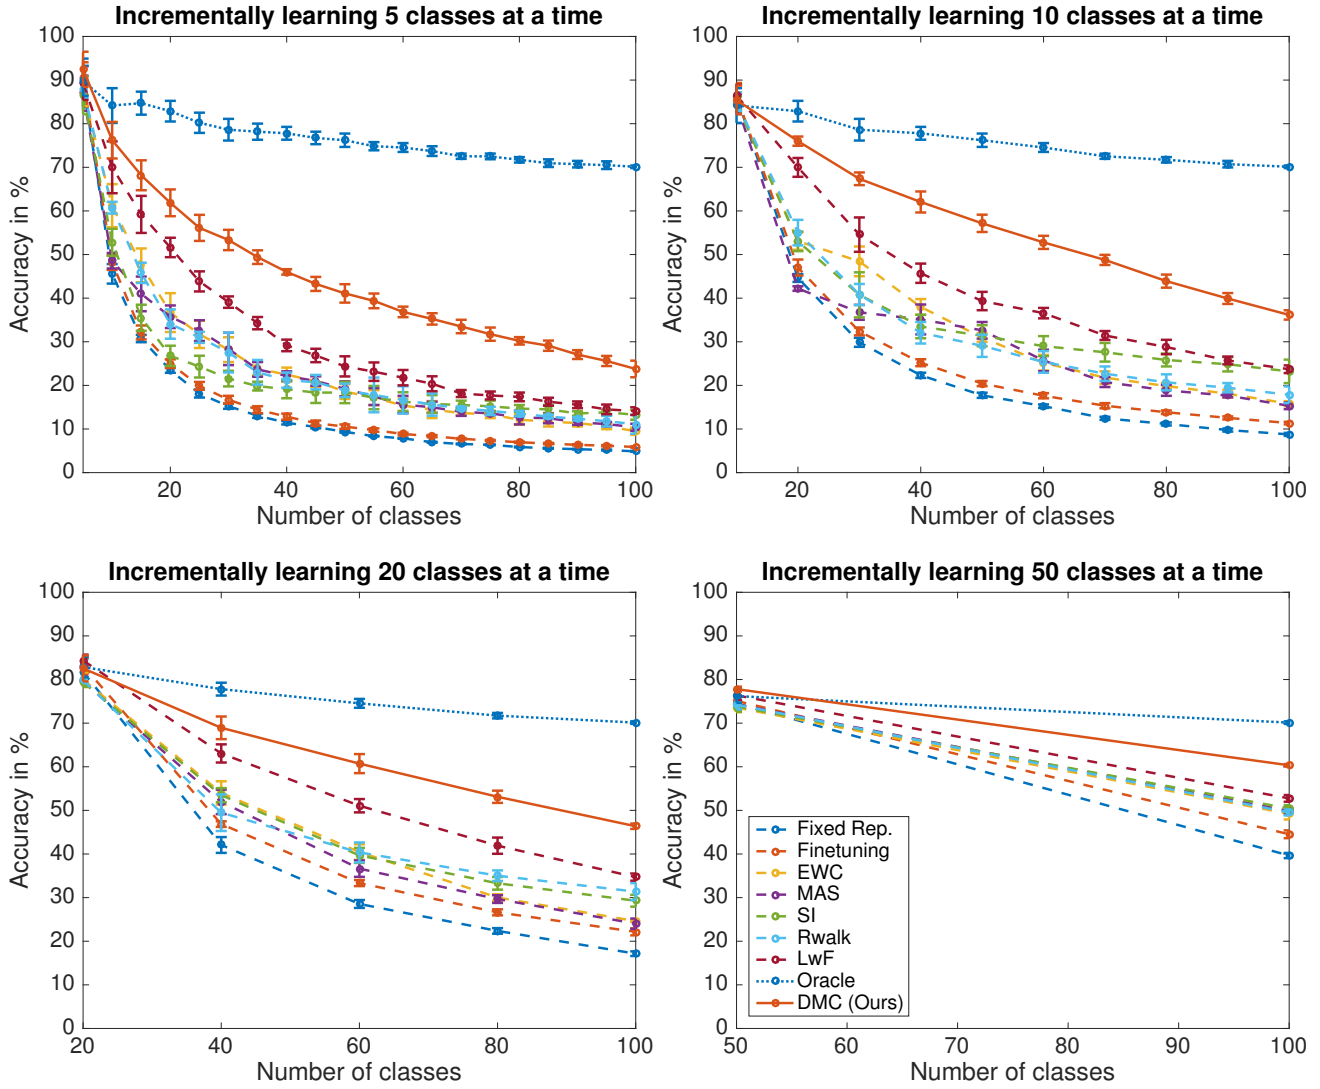 Incrementally learning 5 classes at a time
100
90
80
70
60
50
40
30
20
10
0
Accuracy in %
20 40 60 80 100
Number of classes
Incrementally learning 10 classes at a time
100
90
80
70
60
50
40
30
20
10
0
Accuracy in %
20 40 60 80 100
Number of classes
Incrementally learning 20 classes at a time
100
90
80
70
60
50
40
30
20
10
0
Accuracy in %
20 40 60 80 100
Number of classes
Incrementally learning 50 classes at a time
100
90
80
70
60
50
40
30
20
10
0
Accuracy in %
Fixed Rep.
Finetuning
EWC
MAS
SI
Rwalk
LwF
Oracle
DMC (Ours)
50 60 70 80 90 100
Number of classes